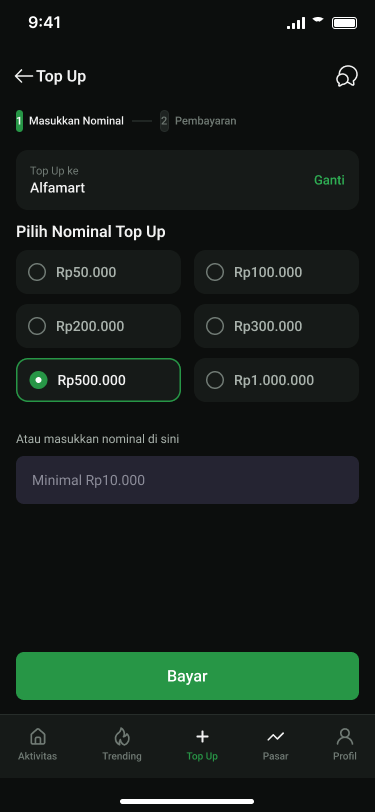 9:41
Top Up
1 Masukkan Nominal 2 Pembayaran
Top Up ke
Alfamart
Ganti
Pilih Nominal Top Up
Rp50.000 Rp100.000
Rp200.000 Rp300.000
Rp500.000 Rp1.000.000
Atau masukkan nominal di sini
Minimal Rp10.000
Bayar
Aktivitas Trending Top Up Pasar Profil